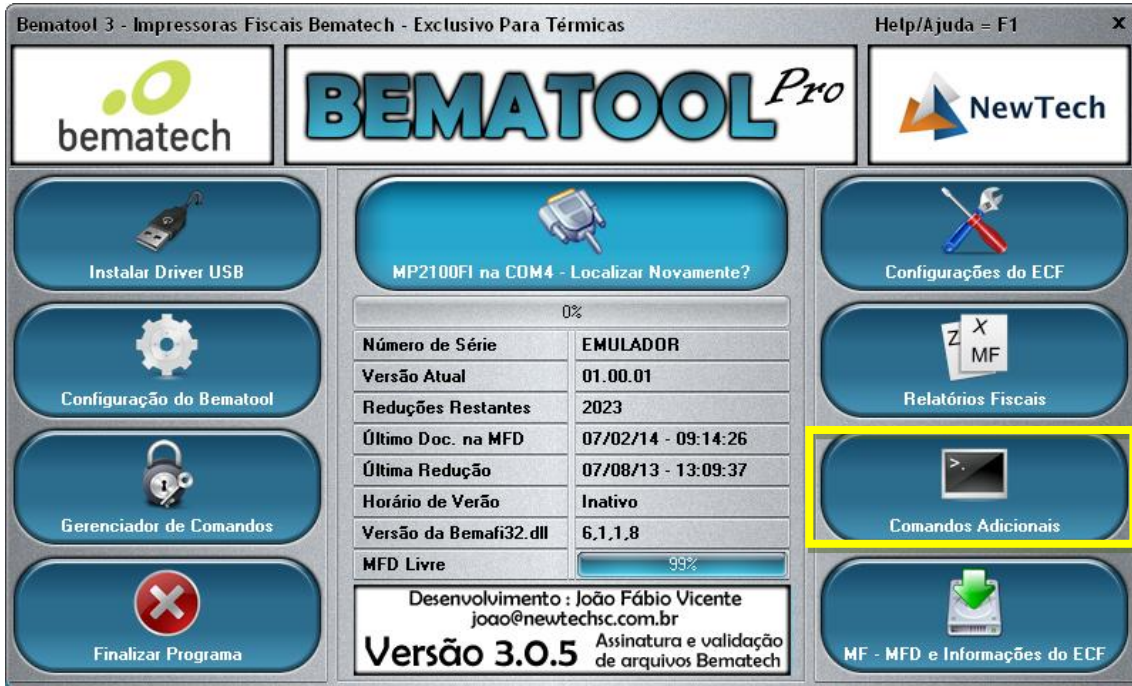 Bematool 3 - Impressoras Fiscais Bematech - Exclusivo Para Térmicas Help/Ajuda = F1 X
bematech
BEMATOOL Pro
NewTech
Instalar Driver USB
Configuração do Bematool
Gerenciador de Comandos
Finalizar Programa
MP2100FI na COM4 - Localizar Novamente?
0%
Número de Série EMULADOR
Versão Atual 01.00.01
Reduções Restantes 2023
Último Doc. na MFD 07/02/14 - 09:14:26
Última Redução 07/08/13 - 13:09:37
Horário de Verão Inativo
Versão da Bemafi32.dll 6,1,1,8
MFD Livre 99%
Desenvolvimento : João Fábio Vicente
joao@newtechsc.com.br
Versão 3.0.5 Assinatura e validação
de arquivos Bematech
Configurações do ECF
Z X
MF
Relatórios Fiscais
>.
Comandos Adicionais
MF - MFD e Informações do ECF